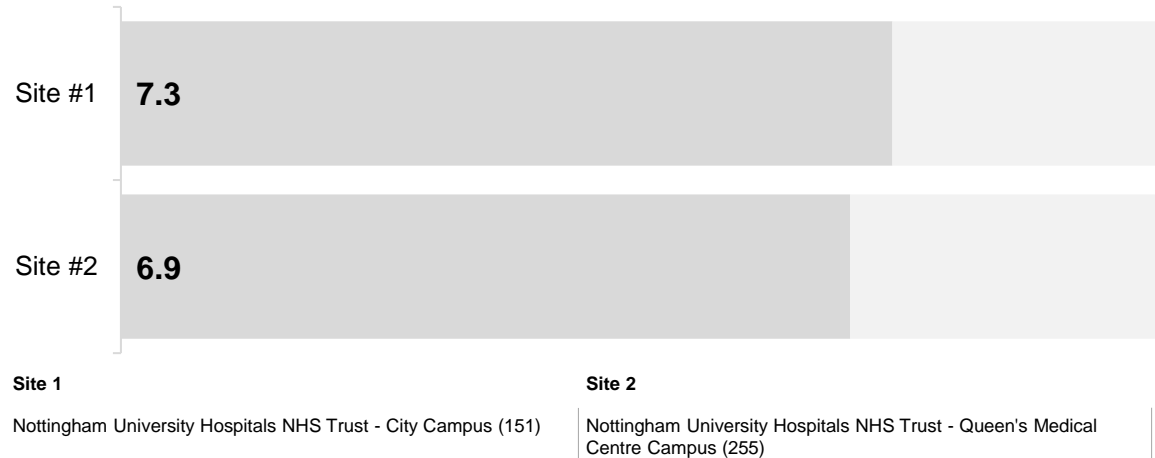 Site #1
7.3
Site #2
6.9
Site 1
Nottingham University Hospitals NHS Trust - City Campus (151)
Site 2
Nottingham University Hospitals NHS Trust - Queen's Medical
Centre Campus (255)